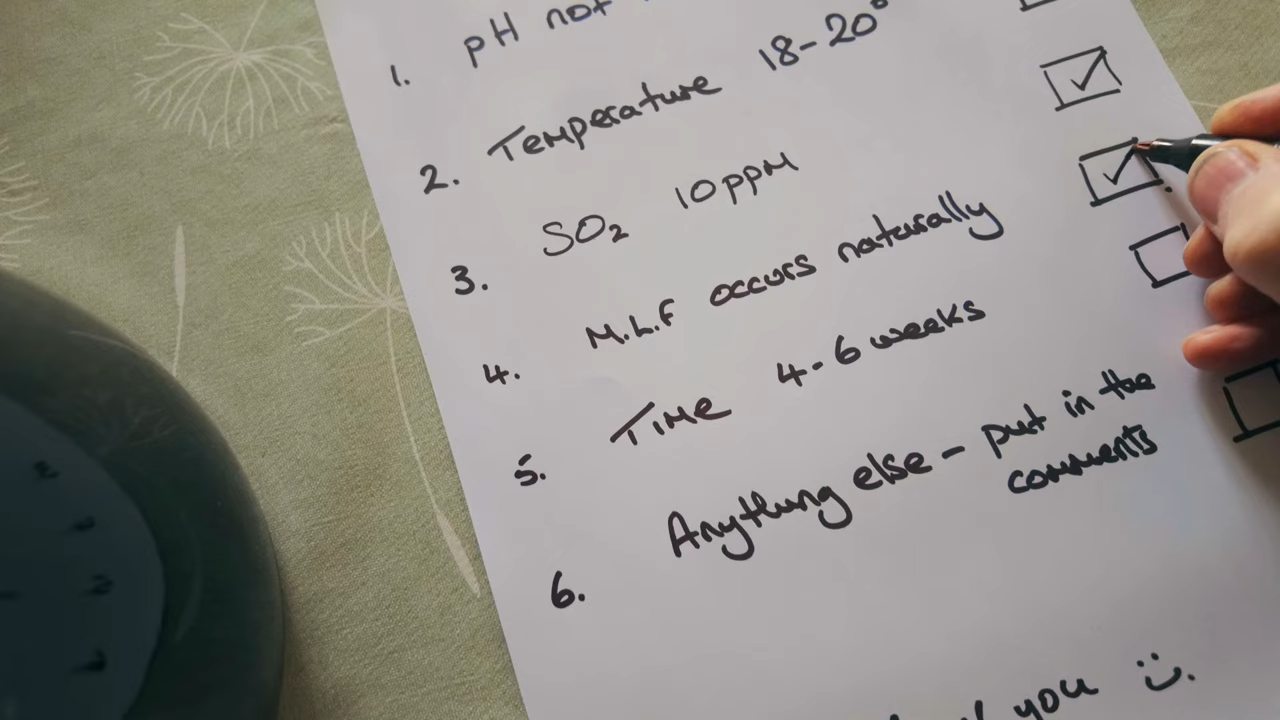 1. pH not
2. Temperature 18-20°
3. SO₂ 10ppm
4. M.L.F occurs naturally
5. Time 4-6 weeks
6. Anything else - put in the
comments
you :).